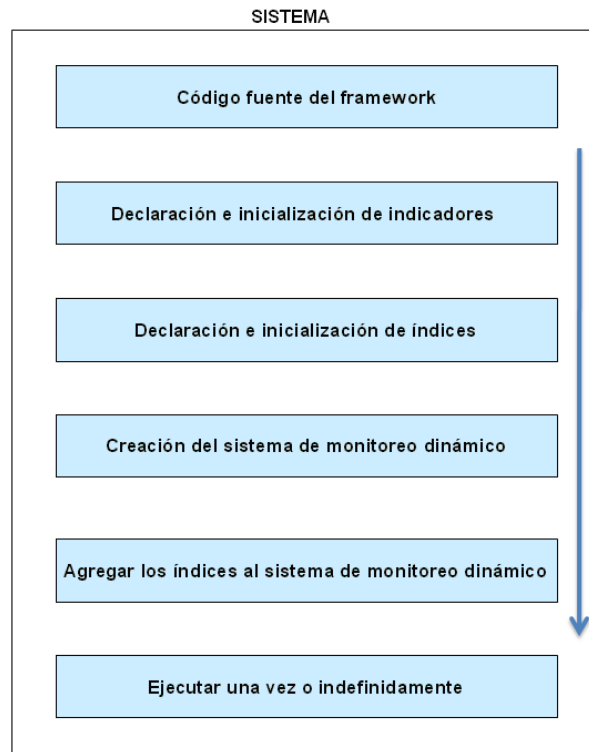 SISTEMA
Código fuente del framework
Declaración e inicialización de indicadores
Declaración e inicialización de índices
Creación del sistema de monitoreo dinámico
Agregar los índices al sistema de monitoreo dinámico
Ejecutar una vez o indefinidamente